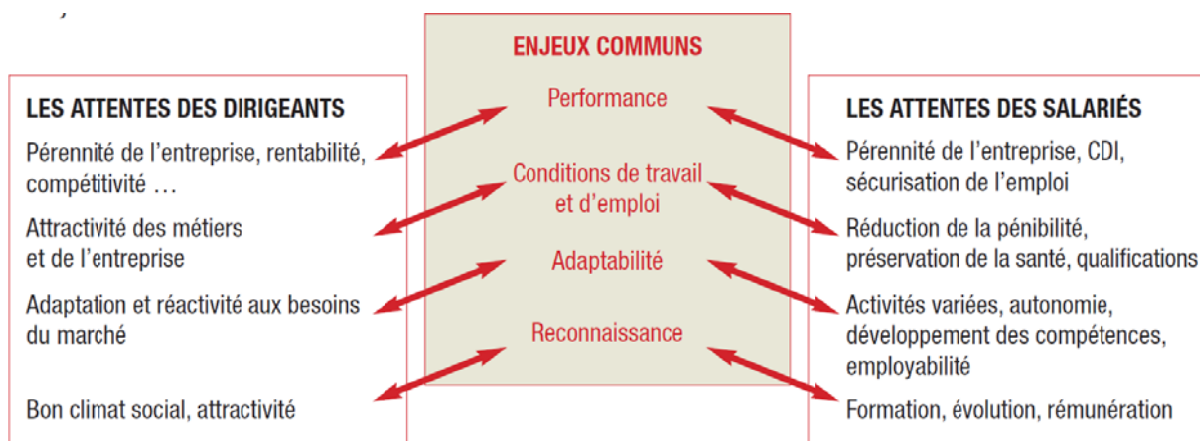 LES ATTENTES DES DIRIGEANTS
Pérennité de l'entreprise, rentabilité,
compétitivité …
Attractivité des métiers
et de l'entreprise
Adaptation et réactivité aux besoins
du marché
Bon climat social, attractivité
ENJEUX COMMUNS
Performance
Conditions de travail
et d'emploi
Adaptabilité
Reconnaissance
LES ATTENTES DES SALARIÉS
Pérennité de l'entreprise, CDI,
sécurisation de l'emploi
Réduction de la pénibilité,
préservation de la santé, qualifications
Activités variées, autonomie,
développement des compétences,
employabilité
Formation, évolution, rémunération